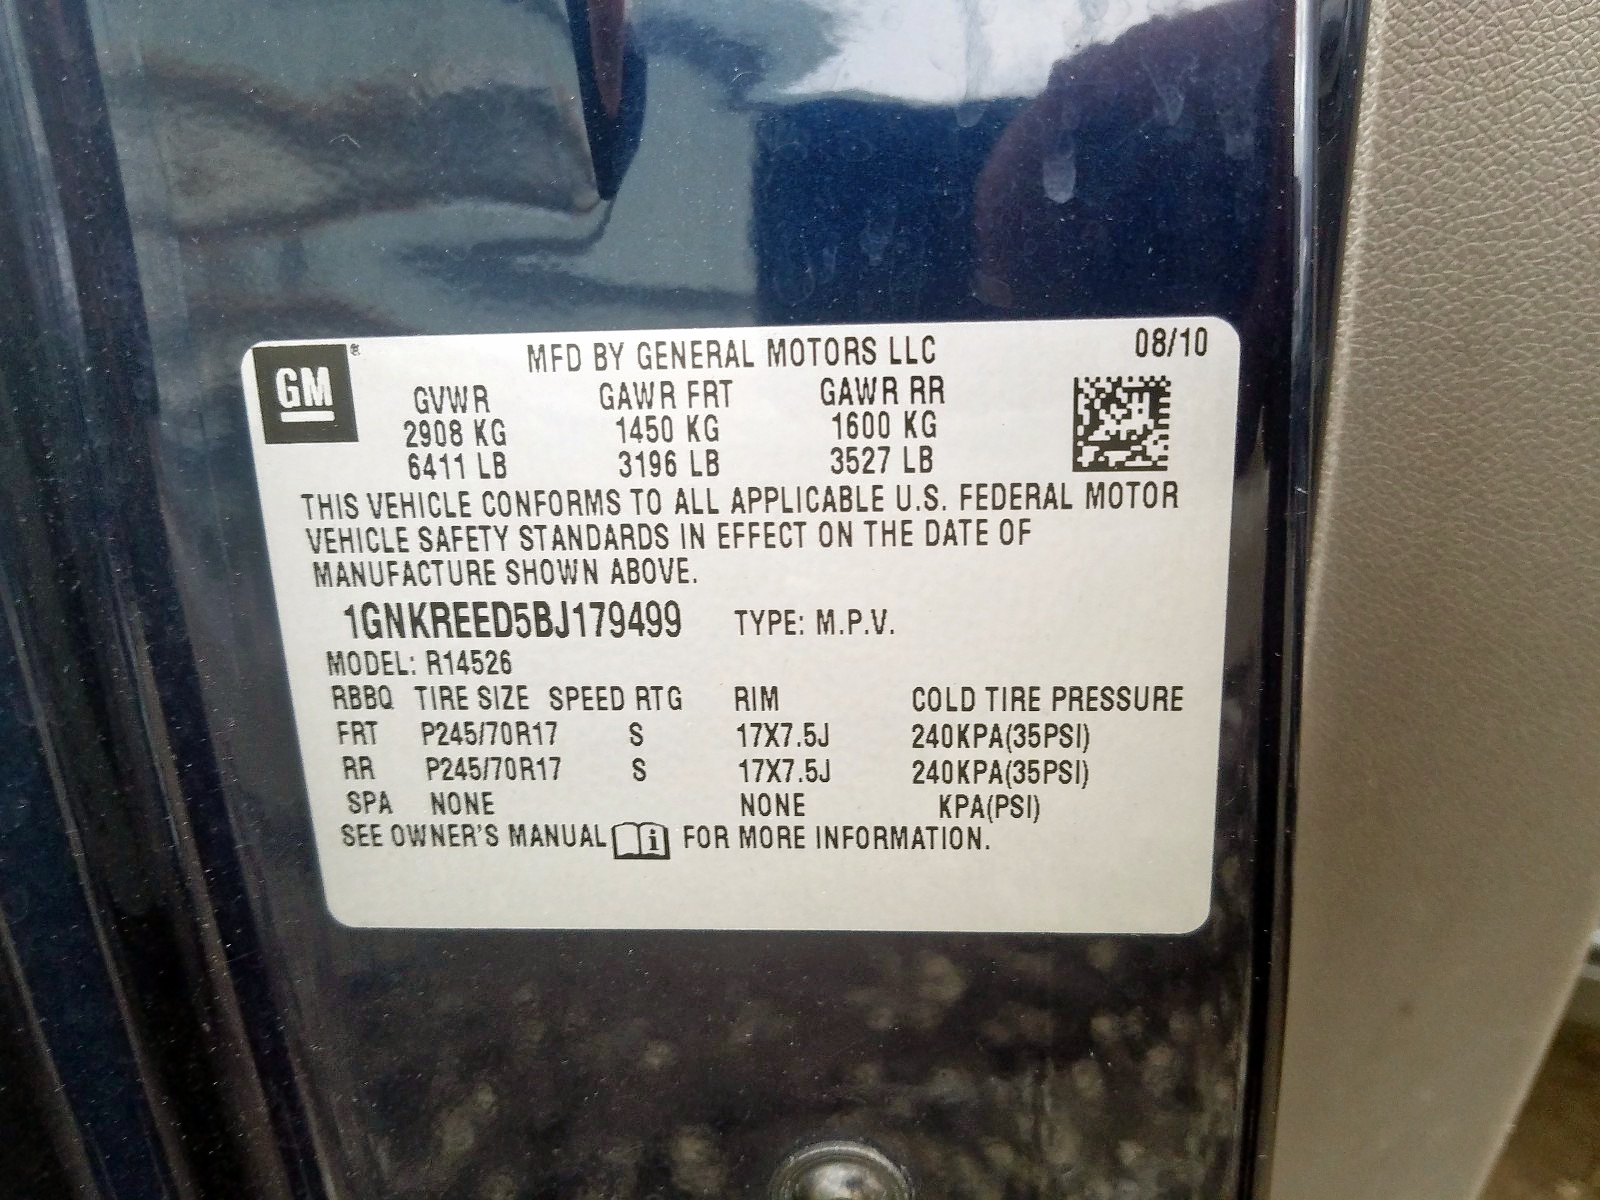 GM®
MFD BY GENERAL MOTORS LLC 08/10
GVWR GAWR FRT GAWR RR
2908 KG 1450 KG 1600 KG
6411 LB 3196 LB 3527 LB
THIS VEHICLE CONFORMS TO ALL APPLICABLE U.S. FEDERAL MOTOR
VEHICLE SAFETY STANDARDS IN EFFECT ON THE DATE OF
MANUFACTURE SHOWN ABOVE.
1GNKREED5BJ179499 TYPE: M.P.V.
MODEL: R14526
RBBQ TIRE SIZE SPEED RTG RIM COLD TIRE PRESSURE
FRT P245/70R17 S 17X7.5J 240KPA(35PSI)
RR P245/70R17 S 17X7.5J 240KPA(35PSI)
SPA NONE NONE KPA(PSI)
SEE OWNER'S MANUAL i FOR MORE INFORMATION.